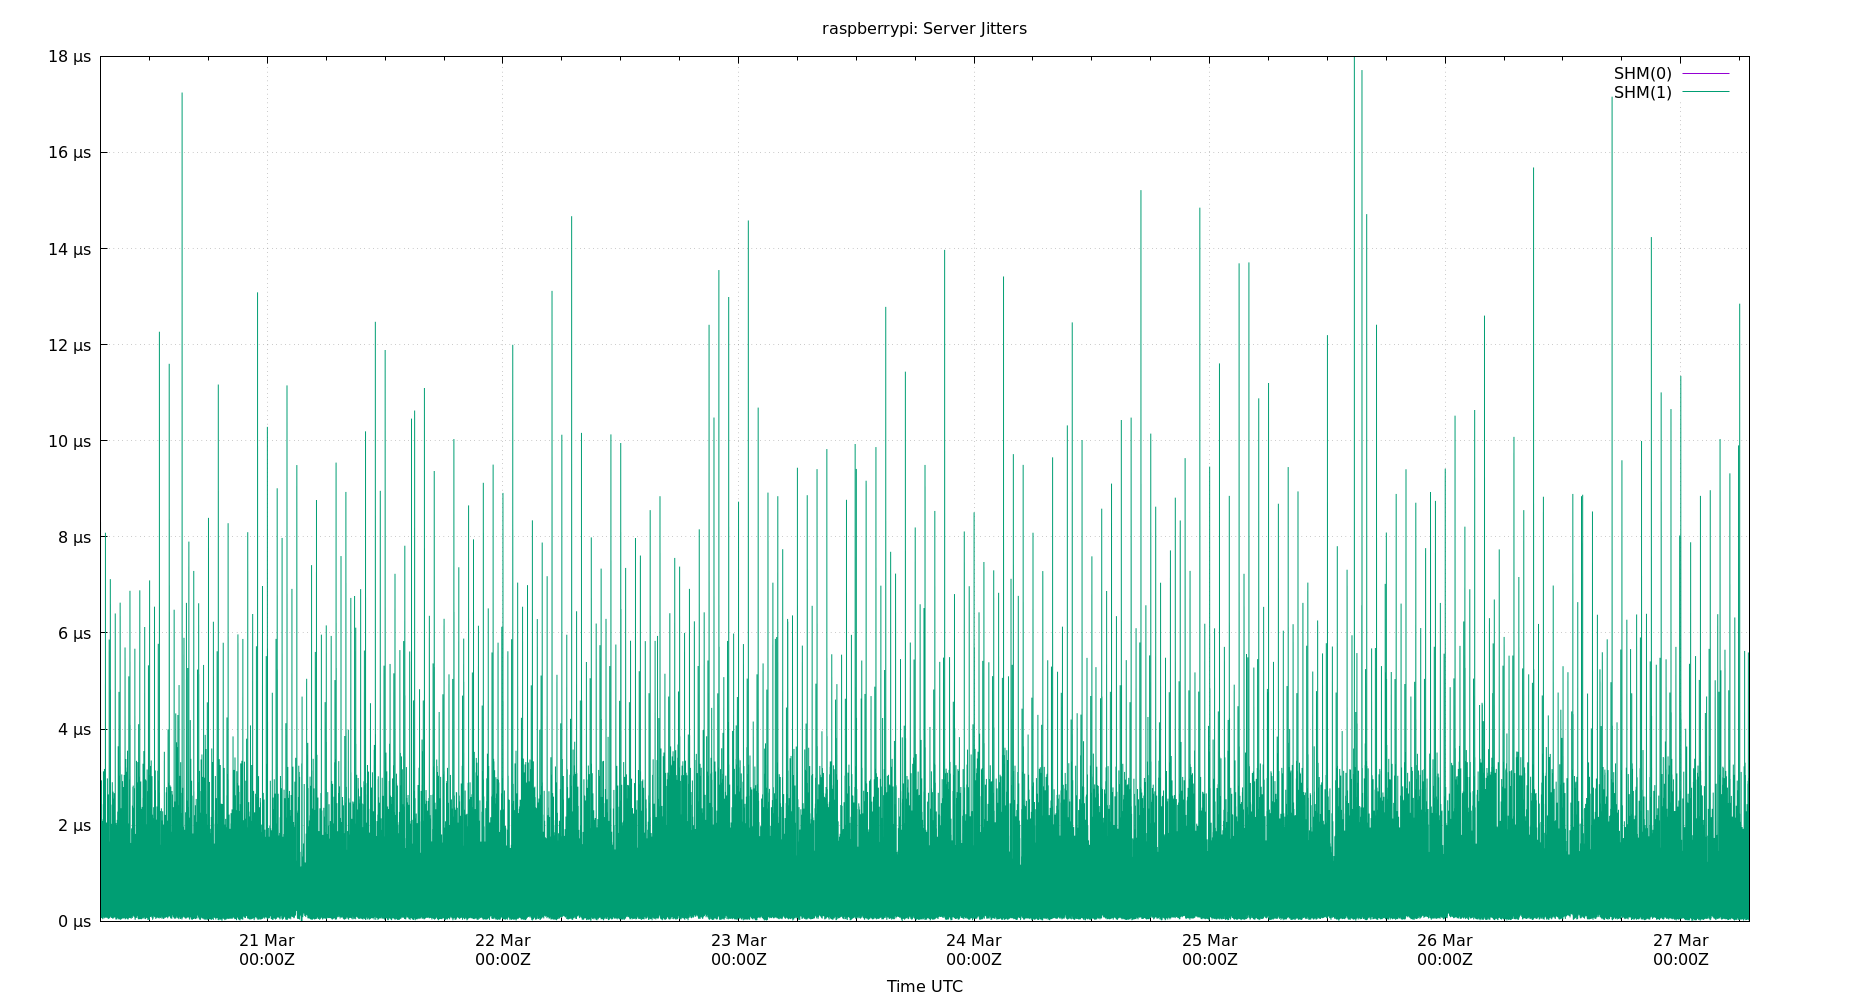 raspberrypi: Server Jitters
18 µs
16 µs
14 µs
12 µs
10 µs
8 µs
6 µs
4 µs
2 µs
0 µs
SHM(0)
SHM(1)
21 Mar
00:00Z
22 Mar
00:00Z
23 Mar
00:00Z
24 Mar
00:00Z
25 Mar
00:00Z
26 Mar
00:00Z
27 Mar
00:00Z
Time UTC